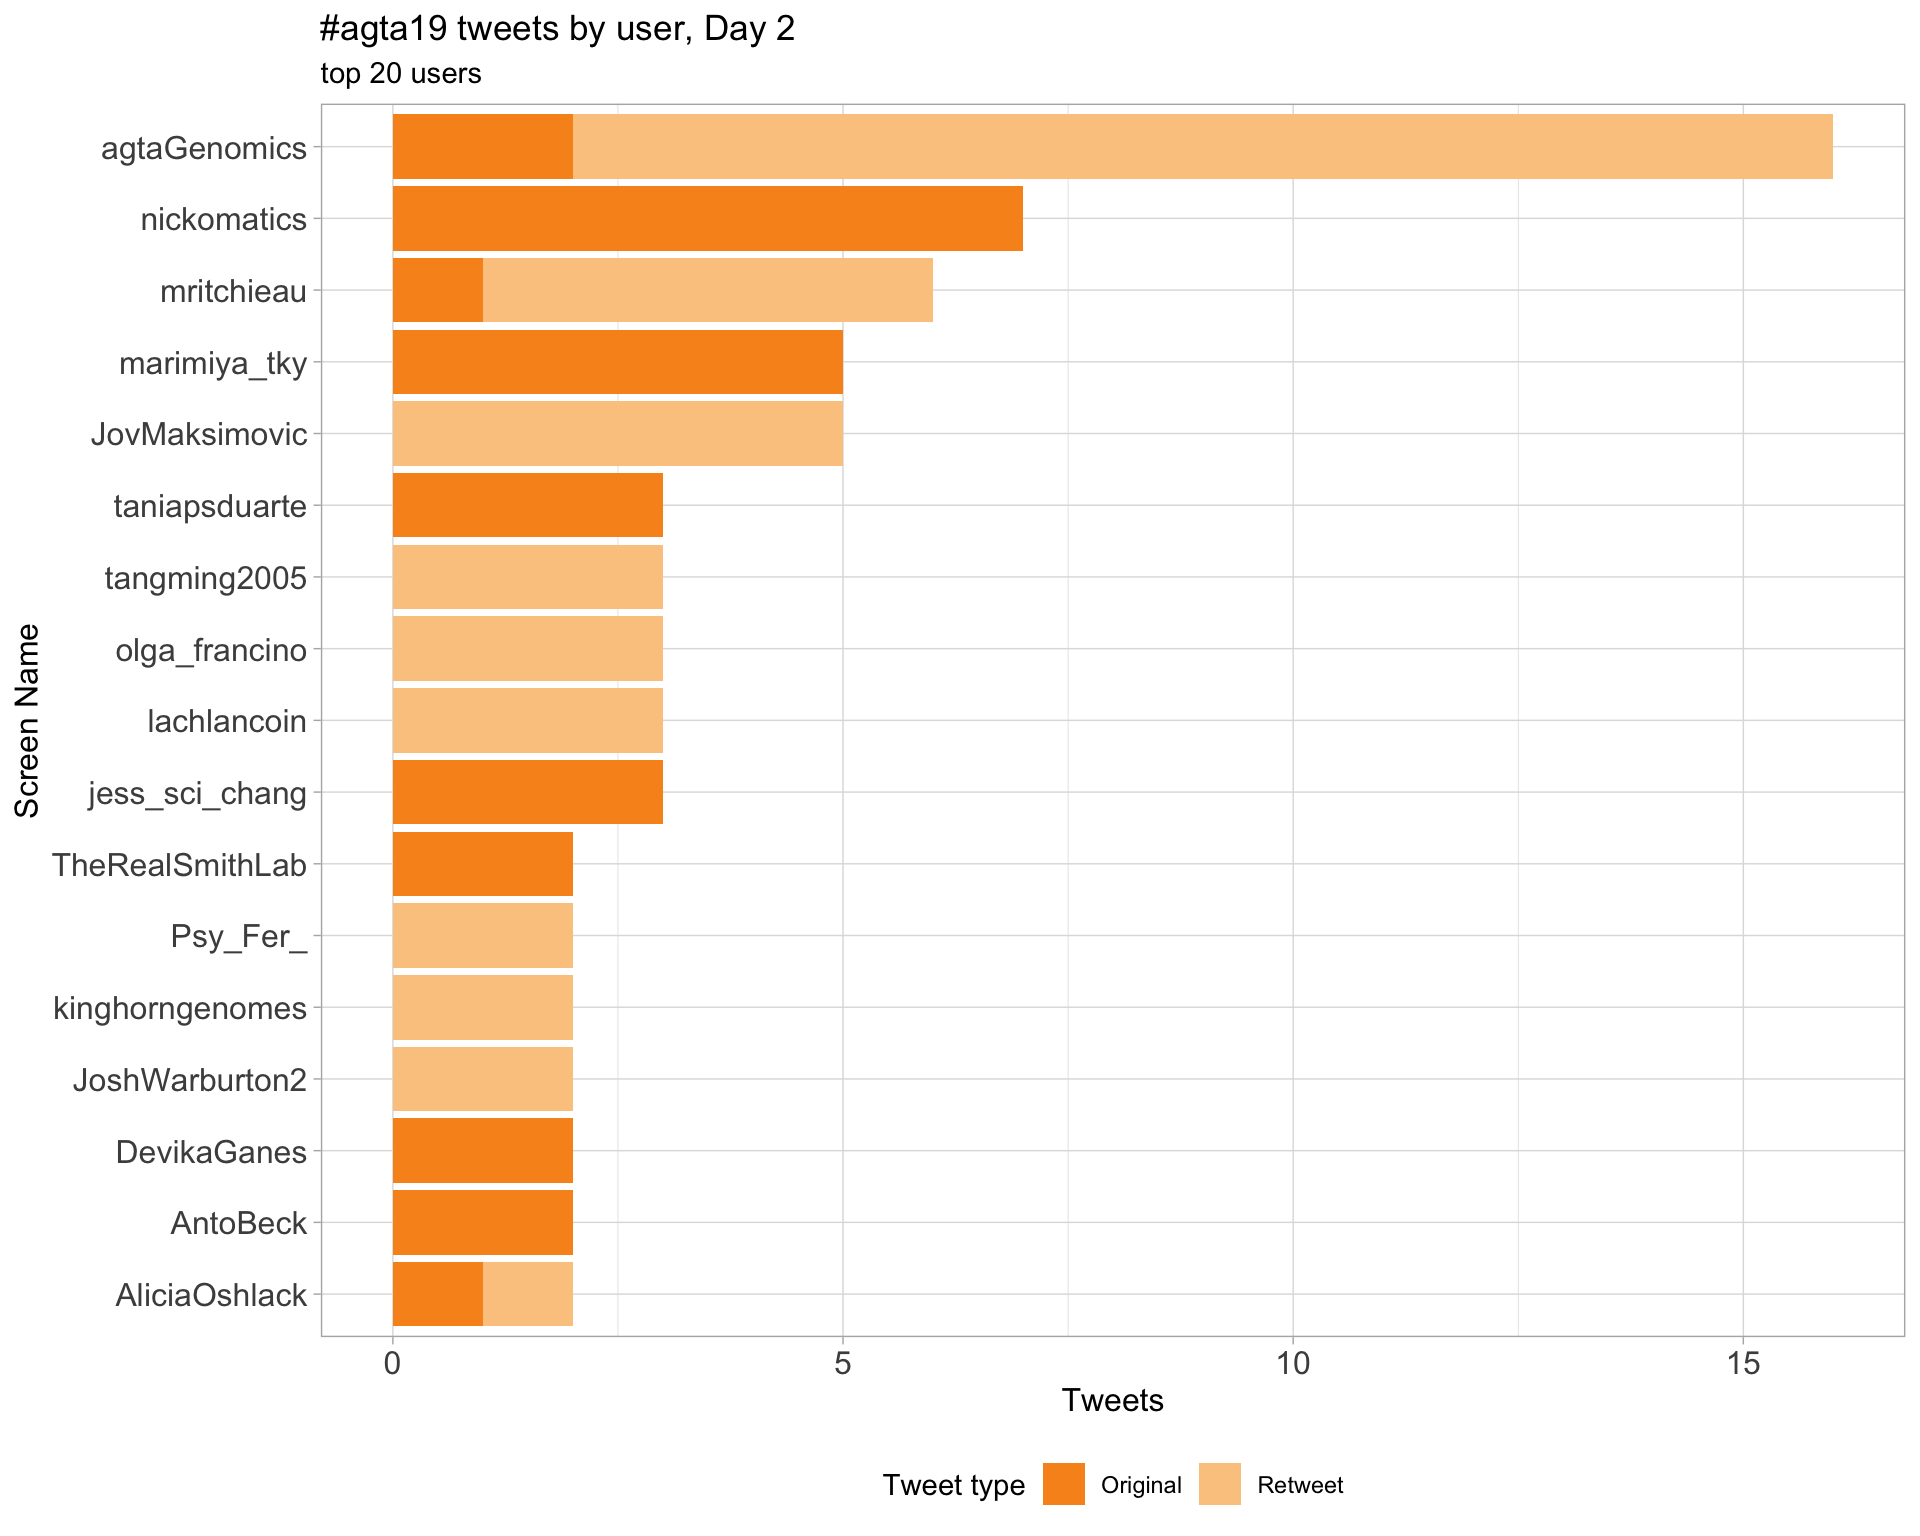 #agta19 tweets by user, Day 2
top 20 users
Screen Name
agtaGenomics
nickomatics
mritchieau
marimiya_tky
JovMaksimovic
taniapsduarte
tangming2005
olga_francino
lachlancoin
jess_sci_chang
TheRealSmithLab
Psy_Fer_
kinghorngenomes
JoshWarburton2
DevikaGanes
AntoBeck
AliciaOshlack
0 5 10 15
Tweets
Tweet type Original Retweet